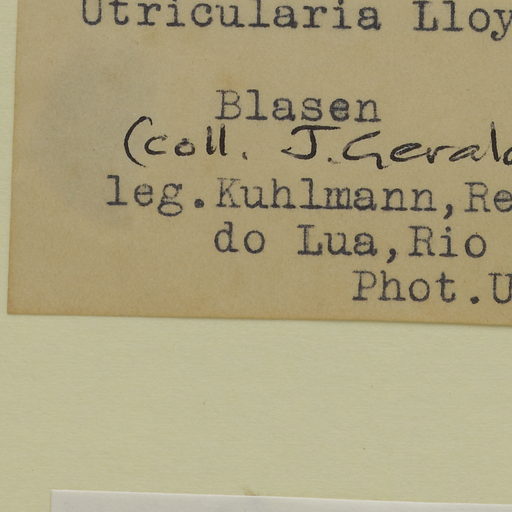 Utricularia Lloy
Blasen
(coll. J. Gerald
leg. Kuhlmann, Re
do Lua, Rio
Phot. U